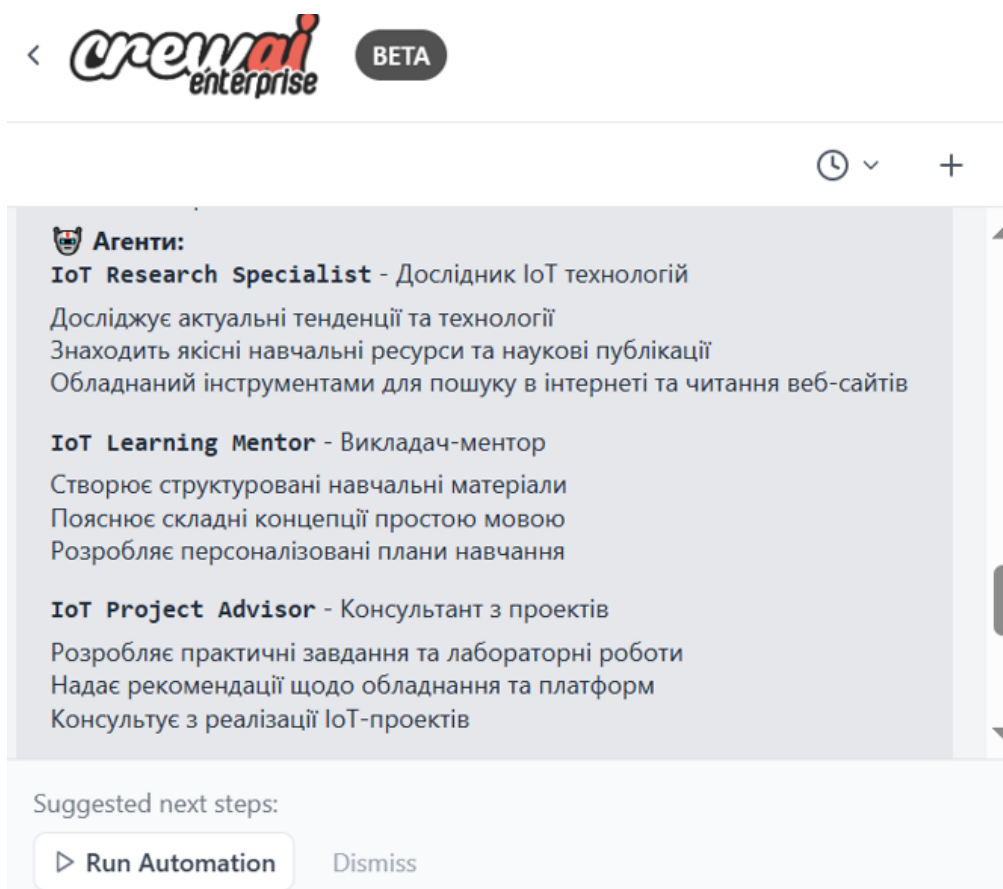 crewai
enterprise
BETA
Агенти:
IoT Research Specialist - Дослідник IoT технологій
Досліджує актуальні тенденції та технології
Знаходить якісні навчальні ресурси та наукові публікації
Обладнаний інструментами для пошуку в інтернеті та читання веб-сайтів
IoT Learning Mentor - Викладач-ментор
Створює структуровані навчальні матеріали
Пояснює складні концепції простою мовою
Розробляє персоналізовані плани навчання
IoT Project Advisor - Консультант з проектів
Розробляє практичні завдання та лабораторні роботи
Надає рекомендації щодо обладнання та платформ
Консультує з реалізації IoT-проектів
Suggested next steps:
Run Automation
Dismiss